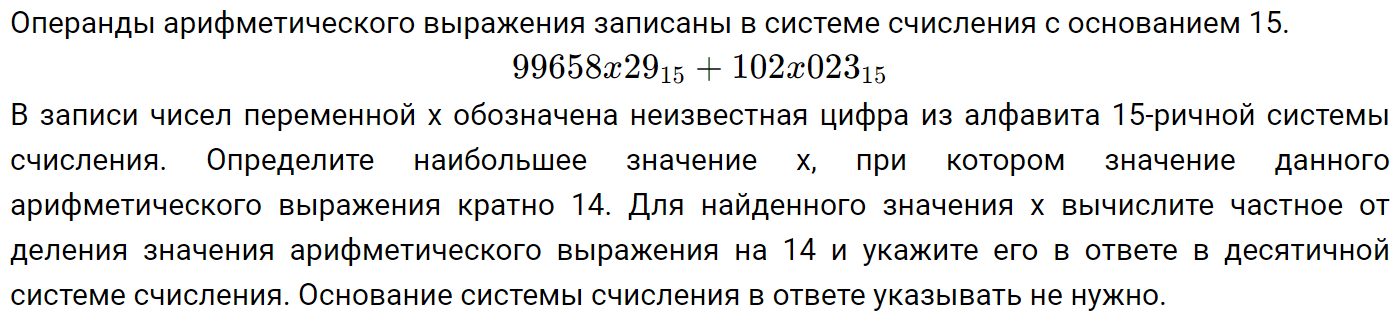 Операнды арифметического выражения записаны в системе счисления с основанием 15.
99658x29₁₅ + 102x023₁₅
В записи чисел переменной x обозначена неизвестная цифра из алфавита 15-ричной системы
счисления. Определите наибольшее значение x, при котором значение данного
арифметического выражения кратно 14. Для найденного значения x вычислите частное от
деления значения арифметического выражения на 14 и укажите его в ответе в десятичной
системе счисления. Основание системы счисления в ответе указывать не нужно.